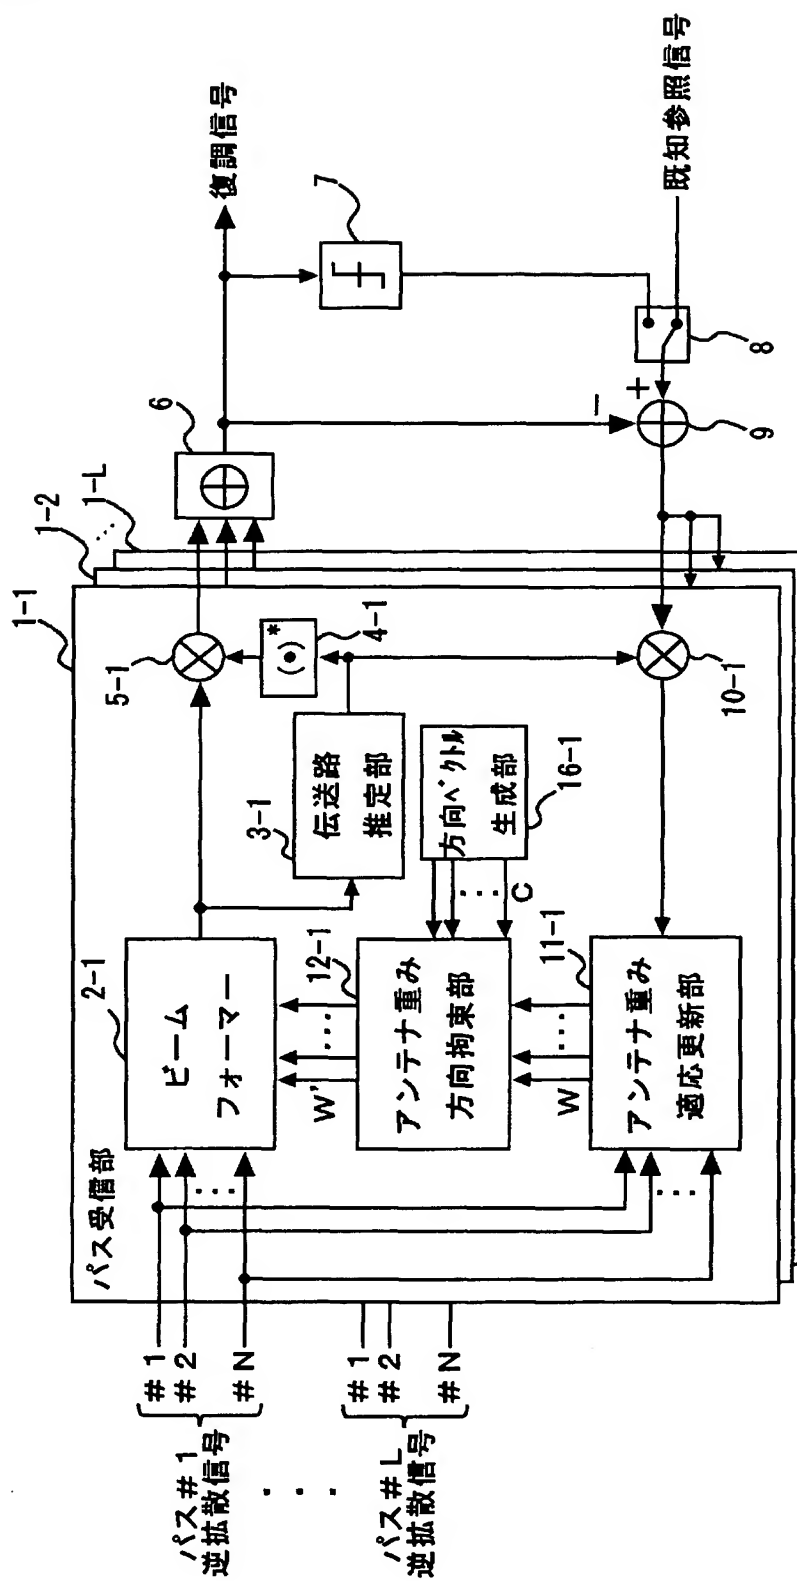 パス受信部
1-1
1-2
・・・
1-L
パス#1
逆拡散信号
#1
#2
#N
・・・
パス#L
逆拡散信号
#1
#2
#N
ビーム
フォーマー
2-1
・・・
W'
・・・
アンテナ重み
方向拘束部
12-1
W
・・・
アンテナ重み
適応更新部
11-1
・・・
伝送路
推定部
3-1
方向ベクトル
生成部
16-1
・・・
C
(•)*
4-1
5-1
10-1
6
復調信号
7
8
既知参照信号
+
−
9